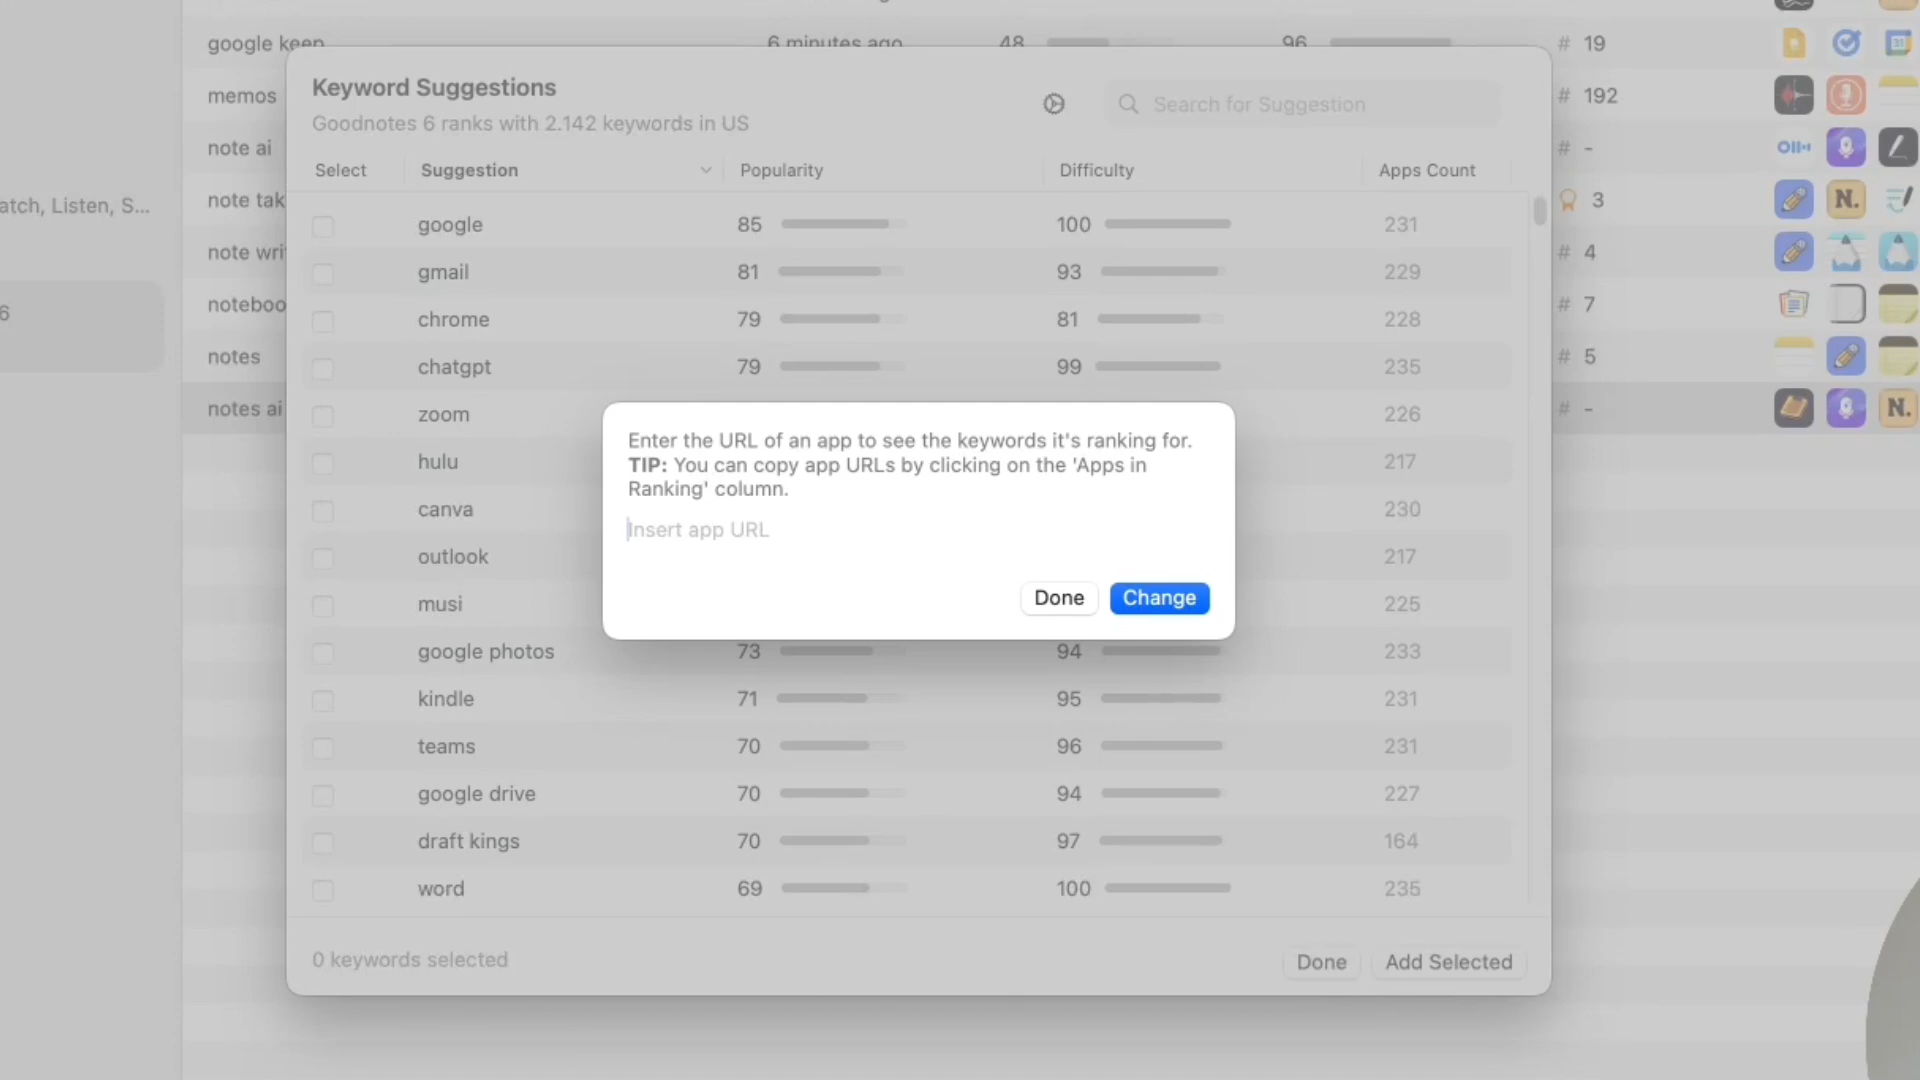 google keep 6 minutes ago 48 96 # 19
memos # 192
note ai # -
atch, Listen, S...
note tak 3
note wri # 4
6
noteboo # 7
notes # 5
notes ai # -
N.
N.
31
Keyword Suggestions
Goodnotes 6 ranks with 2.142 keywords in US
Search for Suggestion
Select Suggestion Popularity Difficulty Apps Count
google 85 100 231
gmail 81 93 229
chrome 79 81 228
chatgpt 79 99 235
zoom 226
hulu 217
canva 230
outlook 217
musi 225
google photos 73 94 233
kindle 71 95 231
teams 70 96 231
google drive 70 94 227
draft kings 70 97 164
word 69 100 235
0 keywords selected
Done Add Selected
Enter the URL of an app to see the keywords it's ranking for.
TIP: You can copy app URLs by clicking on the 'Apps in
Ranking' column.
Insert app URL
Done Change